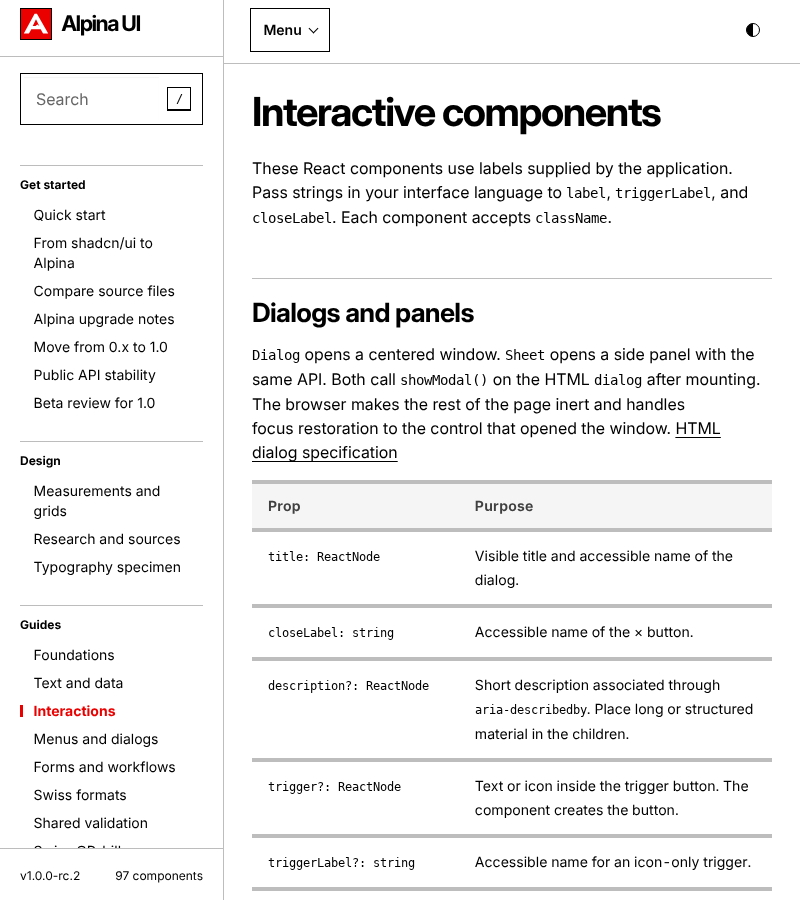 Alpina UI
Menu
Search
/
Get started
Quick start
From shadcn/ui to
Alpina
Compare source files
Alpina upgrade notes
Move from 0.x to 1.0
Public API stability
Beta review for 1.0
Design
Measurements and
grids
Research and sources
Typography specimen
Guides
Foundations
Text and data
Interactions
Menus and dialogs
Forms and workflows
Swiss formats
Shared validation
v1.0.0-rc.2
97 components
Interactive components
These React components use labels supplied by the application.
Pass strings in your interface language to label, triggerLabel, and
closeLabel. Each component accepts className.
Dialogs and panels
Dialog opens a centered window. Sheet opens a side panel with the
same API. Both call showModal() on the HTML dialog after mounting.
The browser makes the rest of the page inert and handles
focus restoration to the control that opened the window. HTML
dialog specification
Prop Purpose
title: ReactNode Visible title and accessible name of the
dialog.
closeLabel: string Accessible name of the × button.
description?: ReactNode Short description associated through
aria-describedby. Place long or structured
material in the children.
trigger?: ReactNode Text or icon inside the trigger button. The
component creates the button.
triggerLabel?: string Accessible name for an icon-only trigger.